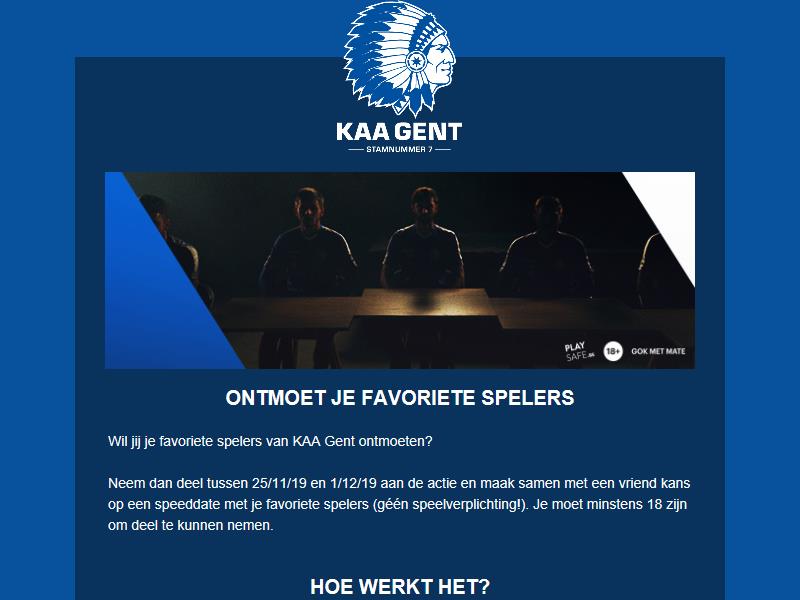 KAA GENT
STAMNUMMER 7
PLAY
SAFE.BE
18+
GOK MET MATE
ONTMOET JE FAVORIETE SPELERS
Wil jij je favoriete spelers van KAA Gent ontmoeten?
Neem dan deel tussen 25/11/19 en 1/12/19 aan de actie en maak samen met een vriend kans
op een speeddate met je favoriete spelers (géén speelverplichting!). Je moet minstens 18 zijn
om deel te kunnen nemen.
HOE WERKT HET?